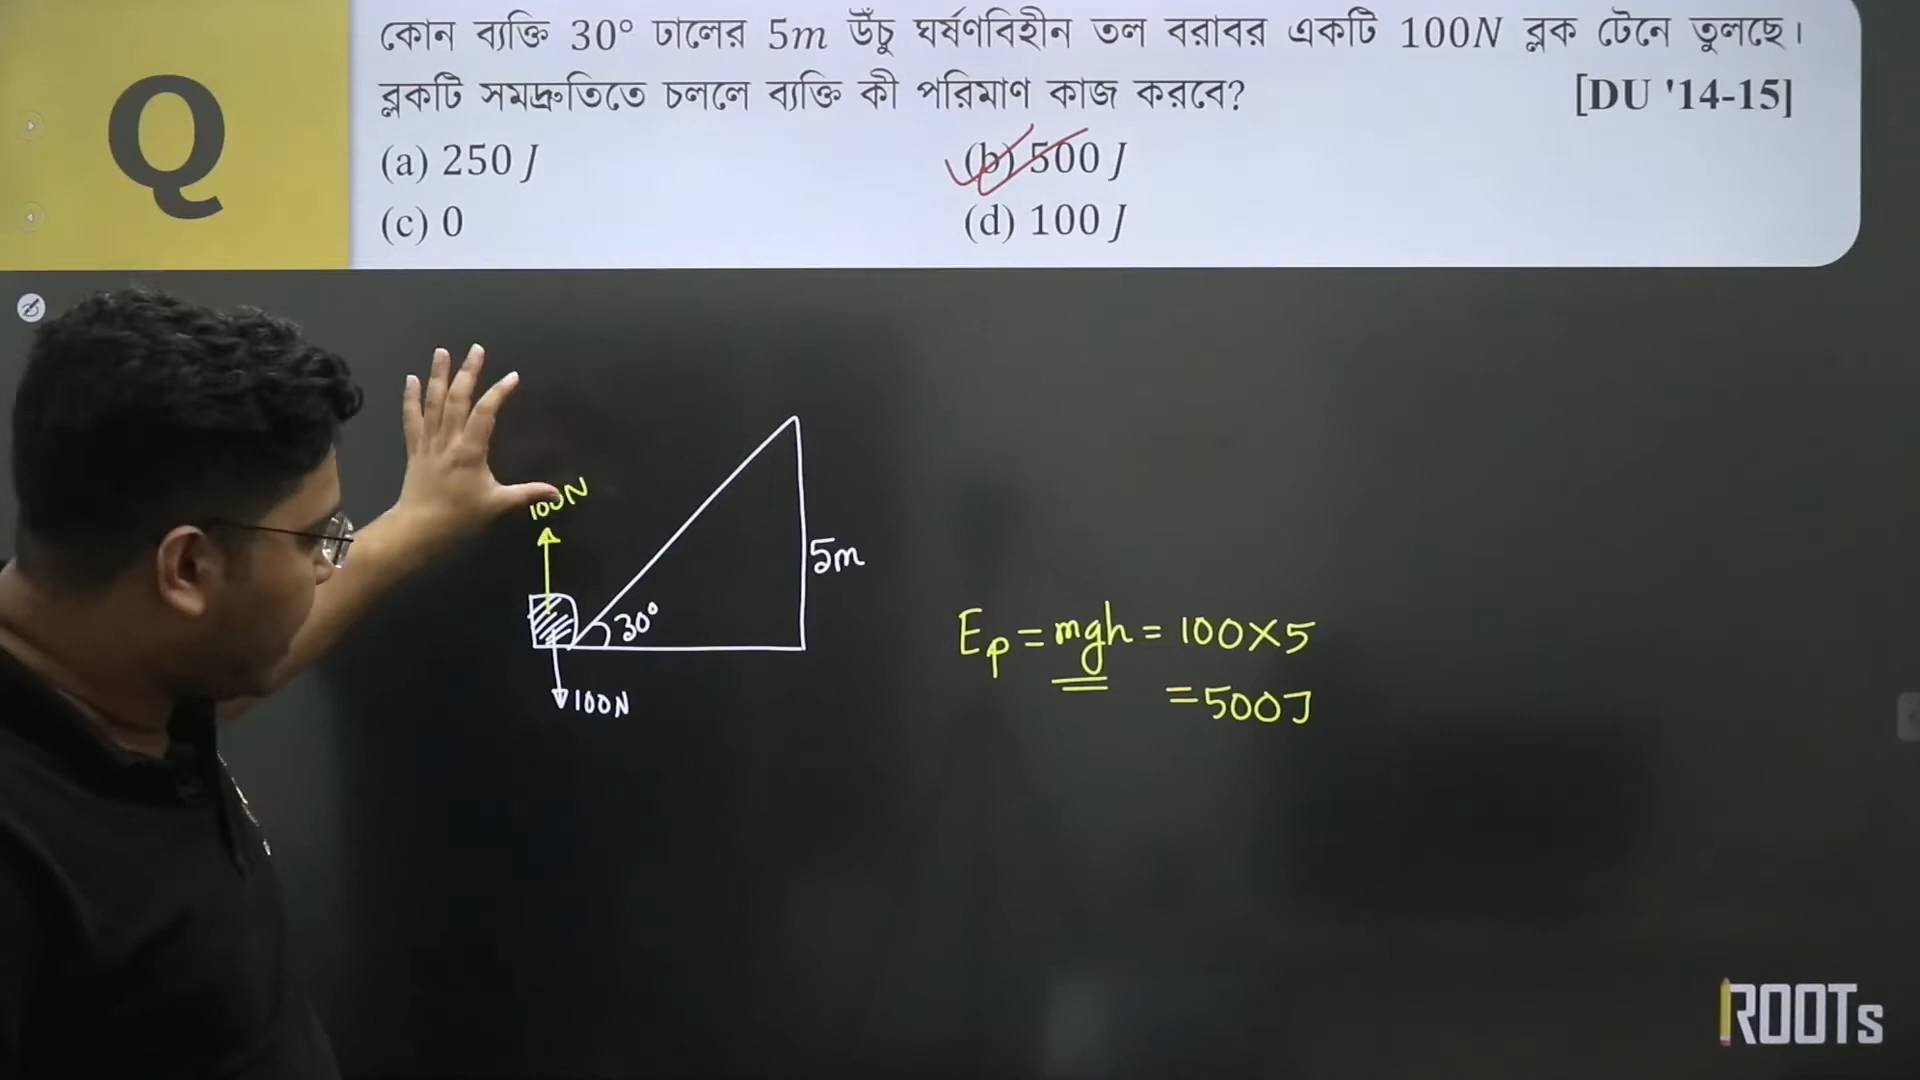 কোন ব্যক্তি 30° ঢালের 5m উঁচু ঘর্ষণবিহীন তল বরাবর একটি 100N ব্লক টেনে তুলছে।
ব্লকটি সমদ্রুতিতে চললে ব্যক্তি কী পরিমাণ কাজ করবে? [DU '14-15]
Q
(a) 250 J (b) 500 J
(c) 0 (d) 100 J
100N
5m
30°
100N
Ep = mgh = 100×5
= 500J
ROOTs